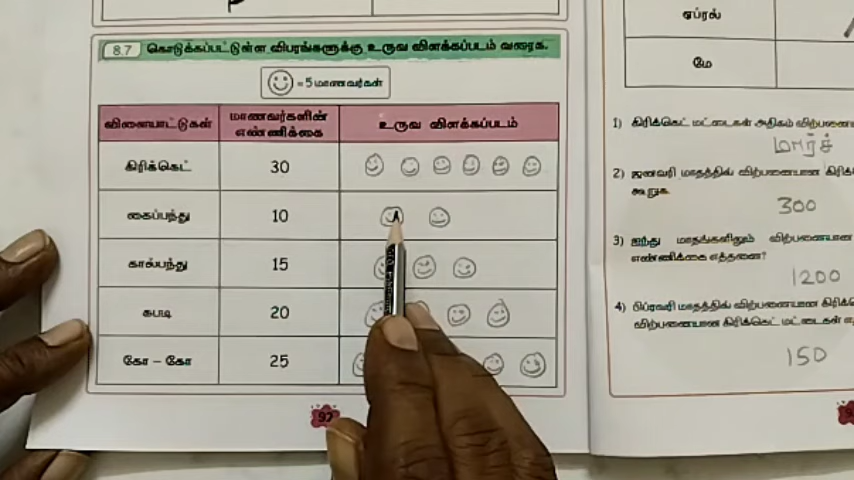 8.7 கொடுக்கப்பட்டுள்ள விபரங்களுக்கு உருவ விளக்கப்படம் வரைக.
= 5 மாணவர்கள்
விளையாட்டுகள் மாணவர்களின் எண்ணிக்கை உருவ விளக்கப்படம்
கிரிக்கெட் 30
கைப்பந்து 10
கால்பந்து 15
கபடி 20
கோ – கோ 25
97
ஏப்ரல்
மே
1) கிரிக்கெட் மட்டைகள் அதிகம்
மார்ச்
2) ஜனவரி மாதத்தில் விற்பனையான
கூறுக.
300
3) ஐந்து மாதங்களிலும் விற்பனையான
எண்ணிக்கை எத்தனை?
1200
4) பிப்ரவரி மாதத்தில் விற்பனையான
விற்பனையான கிரிக்கெட் மட்டைகள்
150